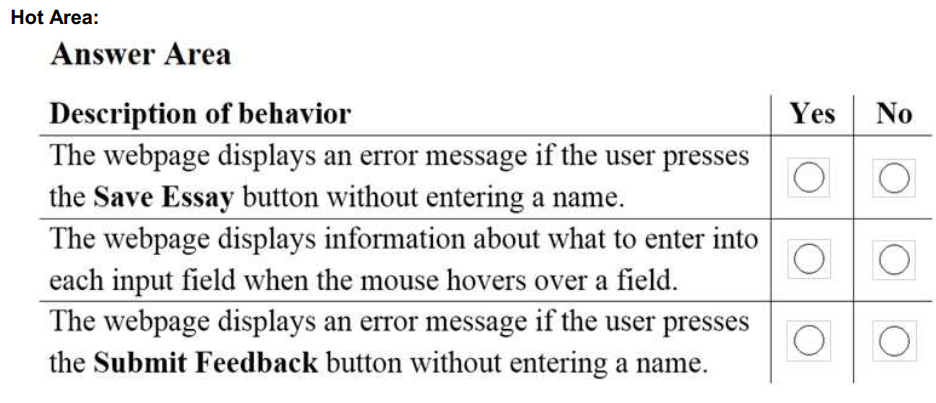 Hot Area:
Answer Area
Description of behavior Yes No
The webpage displays an error message if the user presses
the Save Essay button without entering a name.
The webpage displays information about what to enter into
each input field when the mouse hovers over a field.
The webpage displays an error message if the user presses
the Submit Feedback button without entering a name.